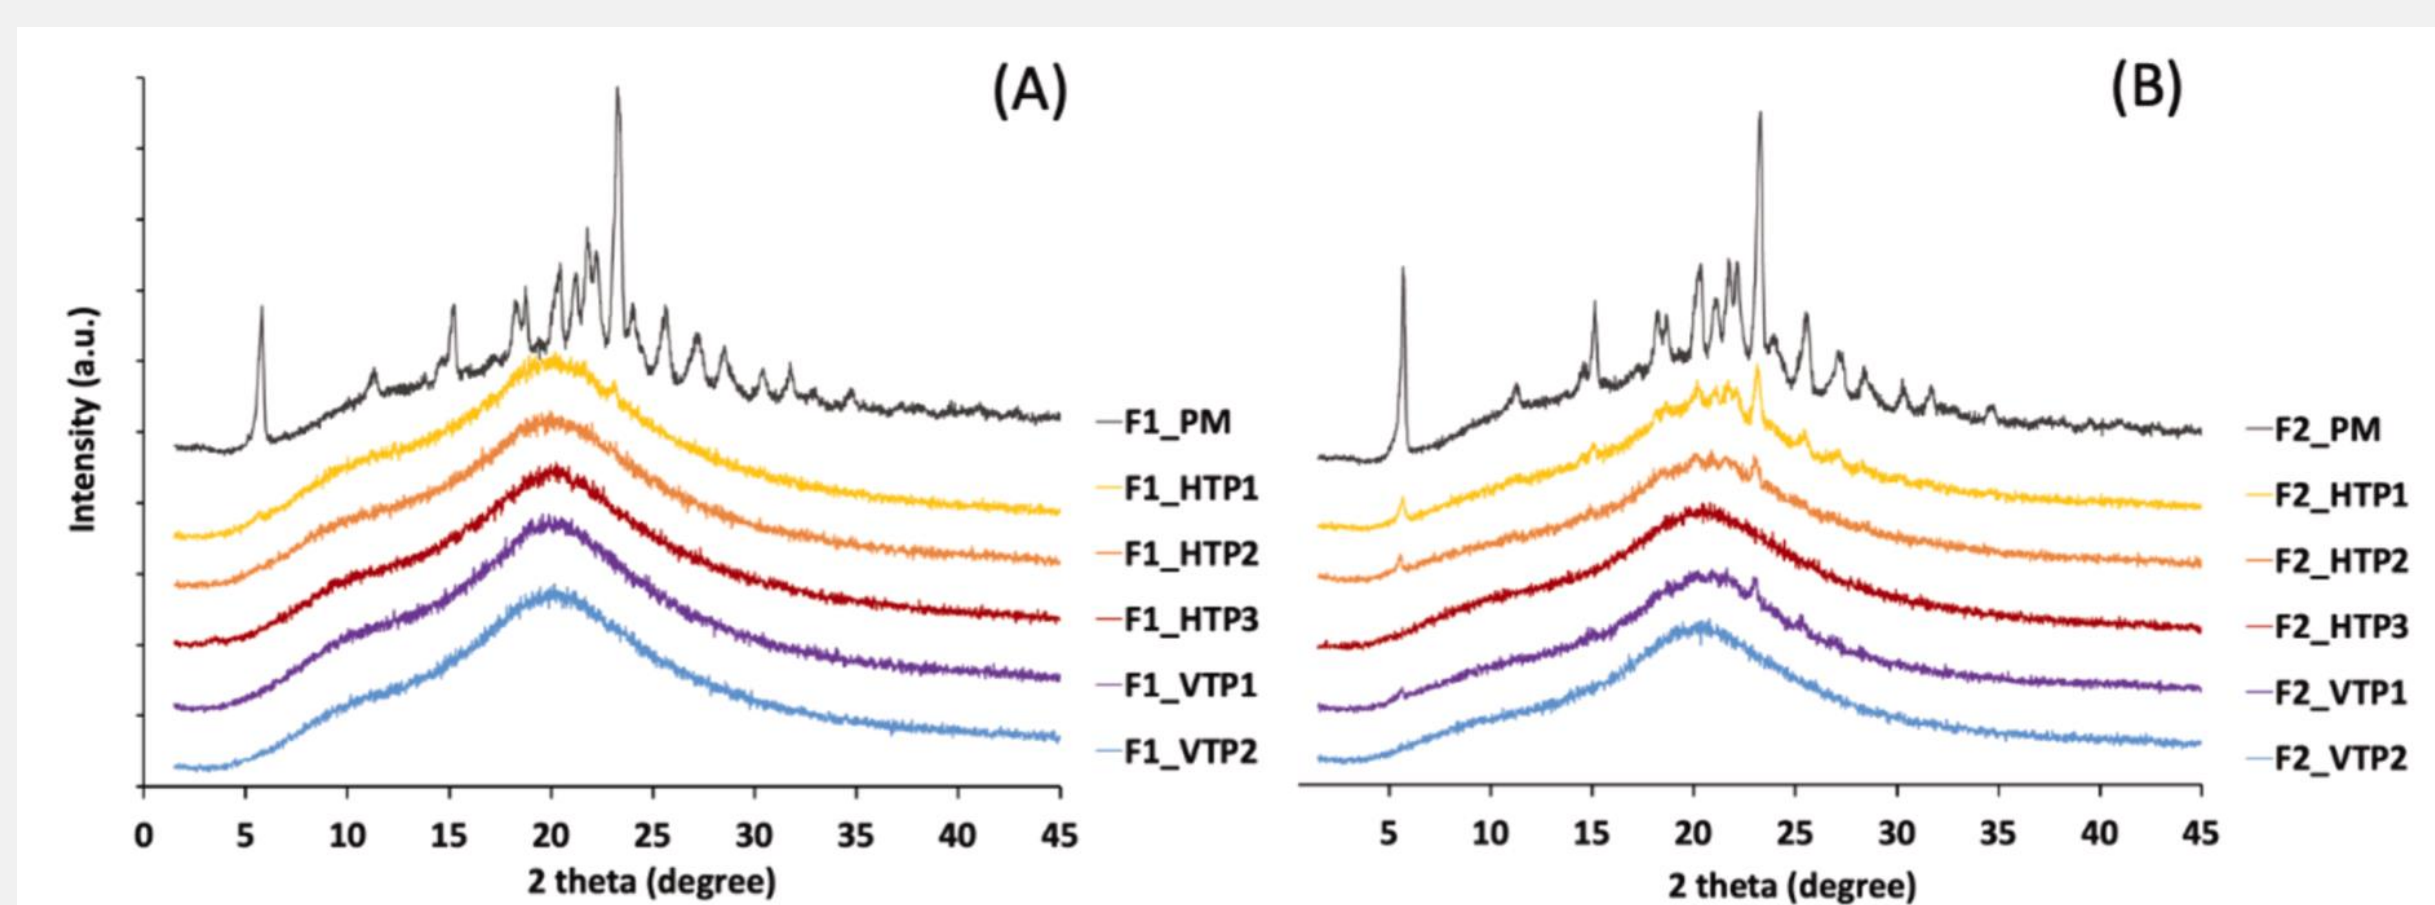 (A)
Intensity (a.u.)
F1_PM
F1_HTP1
F1_HTP2
F1_HTP3
F1_VTP1
F1_VTP2
0 5 10 15 20 25 30 35 40 45
2 theta (degree)
(B)
F2_PM
F2_HTP1
F2_HTP2
F2_HTP3
F2_VTP1
F2_VTP2
5 10 15 20 25 30 35 40 45
2 theta (degree)